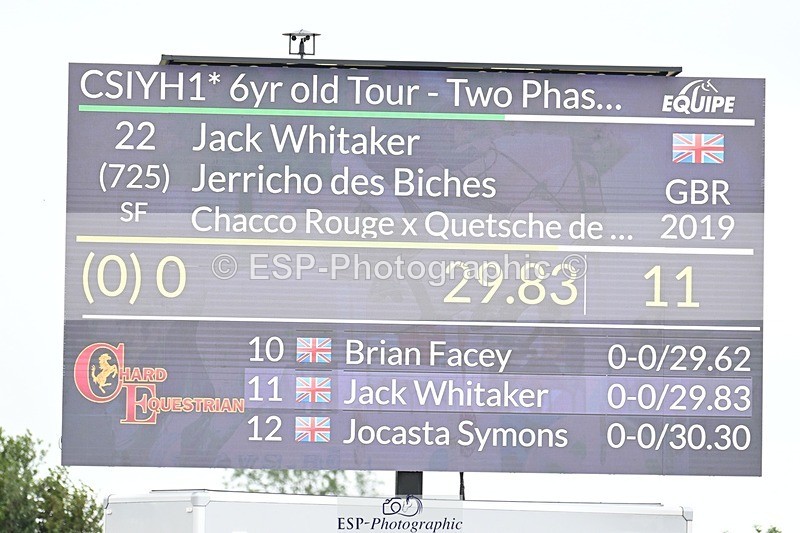 CSIYH1* 6yr old Tour - Two Phas...
EQUIPE
22 Jack Whitaker
(725) Jerricho des Biches GBR
SF Chacco Rouge x Quetsche de ... 2019
(0) 0 29.83 11
© ESP-Photographic ©
10 Brian Facey 0-0/29.62
11 Jack Whitaker 0-0/29.83
12 Jocasta Symons 0-0/30.30
CHARD
EQUESTRIAN
ESP-Photographic